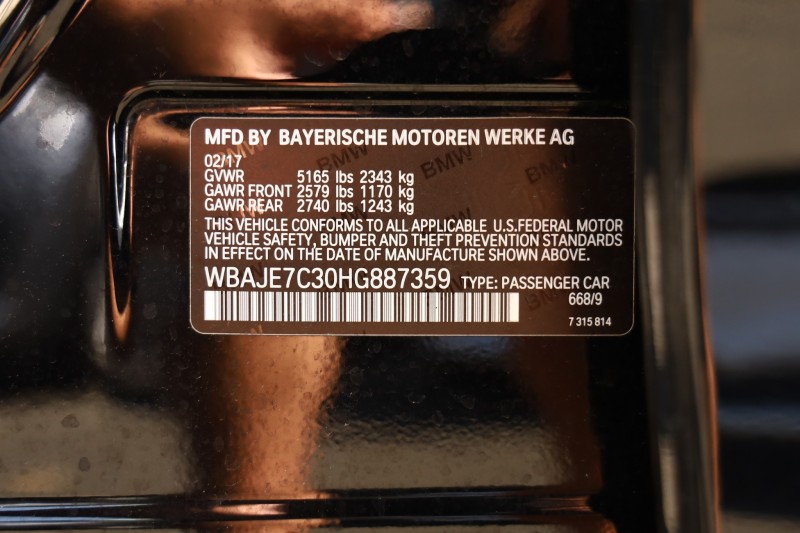 MFD BY BAYERISCHE MOTOREN WERKE AG
02/17
GVWR 5165 lbs 2343 kg
GAWR FRONT 2579 lbs 1170 kg
GAWR REAR 2740 lbs 1243 kg
THIS VEHICLE CONFORMS TO ALL APPLICABLE U.S.FEDERAL MOTOR
VEHICLE SAFETY, BUMPER AND THEFT PREVENTION STANDARDS
IN EFFECT ON THE DATE OF MANUFACTURE SHOWN ABOVE.
WBAJE7C30HG887359 TYPE: PASSENGER CAR
668/9
7 315 814
BMW
BMW
BMW